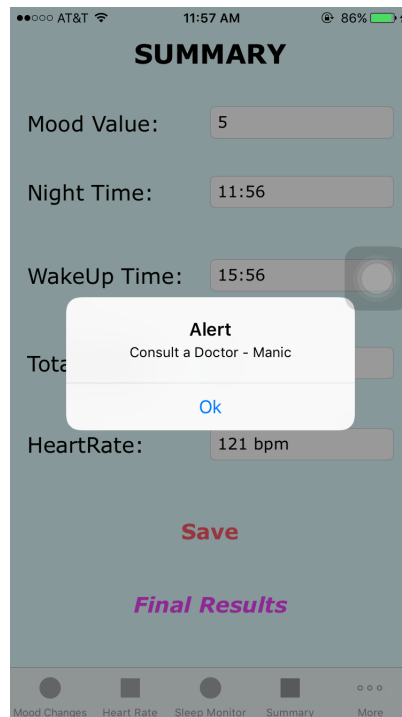 AT&T 11:57 AM 86%
SUMMARY
Mood Value: 5
Night Time: 11:56
WakeUp Time: 15:56
Alert
Consult a Doctor - Manic
Ok
HeartRate: 121 bpm
Save
Final Results
Mood Changes Heart Rate Sleep Monitor Summary More